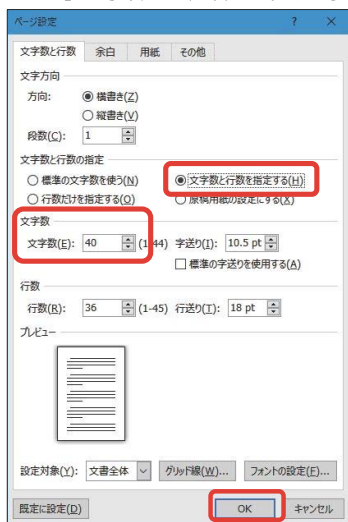 ページ設定 ? ×
文字数と行数 余白 用紙 その他
文字方向
方向: 横書き(Z)
縦書き(V)
段数(C): 1
文字数と行数の指定
標準の文字数を使う(N) 文字数と行数を指定する(H)
行数だけを指定する(O) 原稿用紙の設定にする(X)
文字数
文字数(E): 40 (1-44) 字送り(I): 10.5 pt
標準の字送りを使用する(A)
行数
行数(R): 36 (1-45) 行送り(T): 18 pt
プレビュー
設定対象(Y): 文書全体 グリッド線(W)... フォントの設定(F)...
既定に設定(D) OK キャンセル